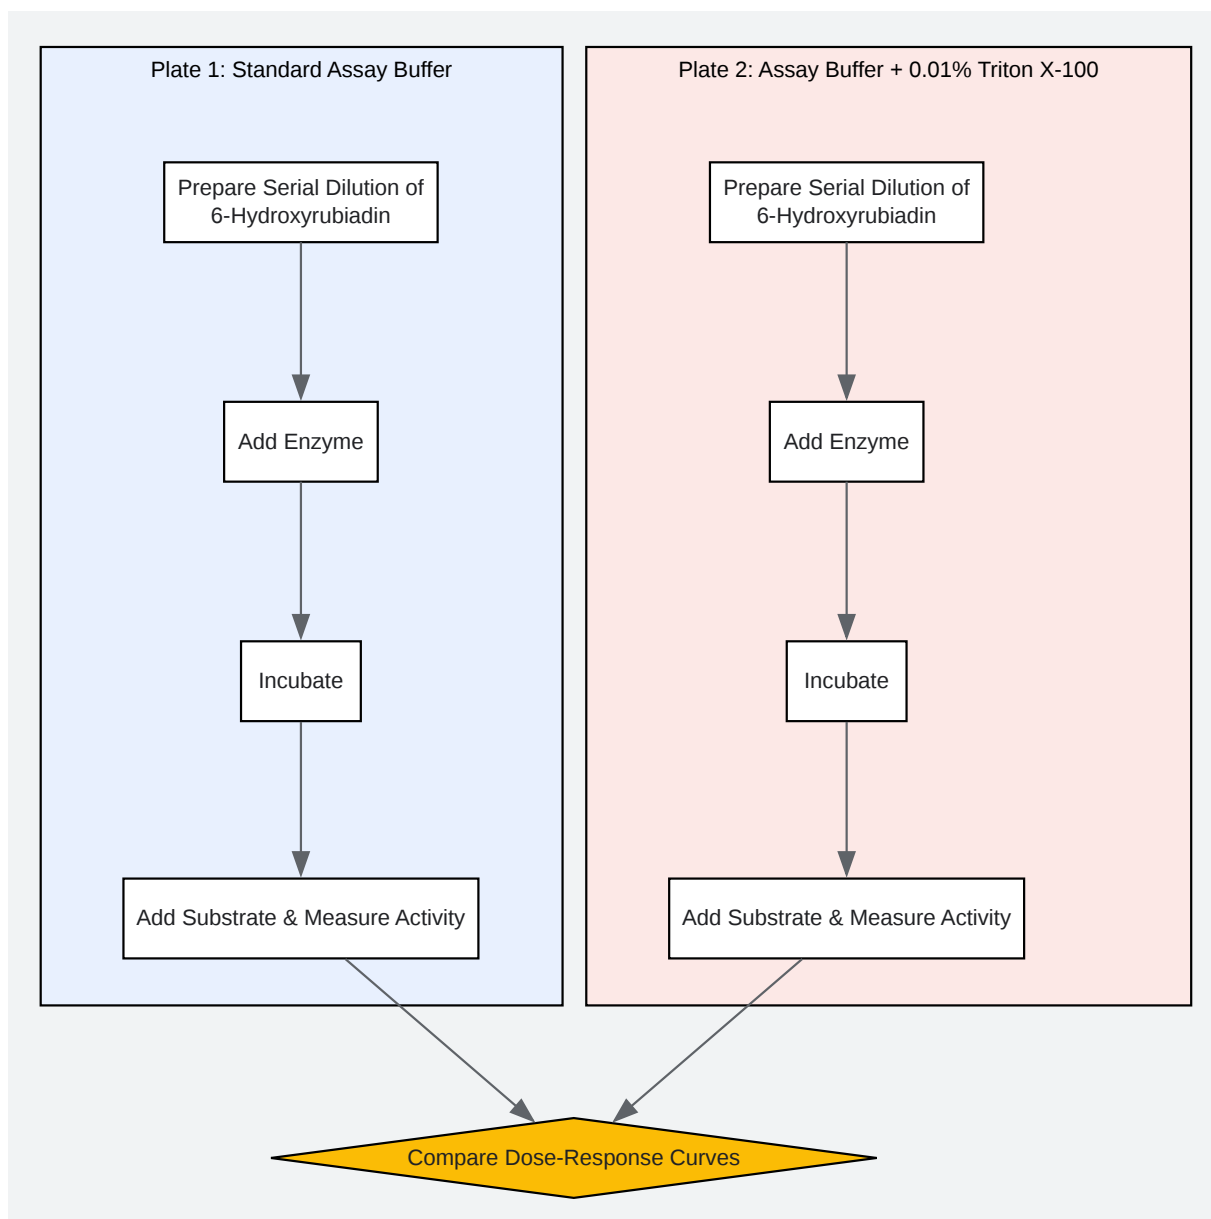 Plate 1: Standard Assay Buffer
Prepare Serial Dilution of
6-Hydroxyrubiadin
Add Enzyme
Incubate
Add Substrate & Measure Activity
Plate 2: Assay Buffer + 0.01% Triton X-100
Prepare Serial Dilution of
6-Hydroxyrubiadin
Add Enzyme
Incubate
Add Substrate & Measure Activity
Compare Dose-Response Curves